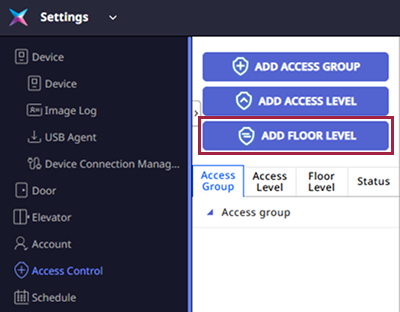 Settings
Device
Device
Image Log
USB Agent
Device Connection Manag...
Door
Elevator
Account
Access Control
Schedule
ADD ACCESS GROUP
ADD ACCESS LEVEL
ADD FLOOR LEVEL
Access Group
Access Level
Floor Level
Status
Access group